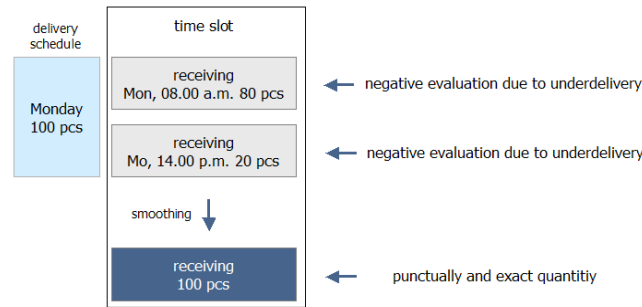 delivery
schedule
time slot
Monday
100 pcs
receiving
Mon, 08.00 a.m. 80 pcs
negative evaluation due to underdelivery
receiving
Mo, 14.00 p.m. 20 pcs
negative evaluation due to underdelivery
smoothing
receiving
100 pcs
punctually and exact quantitiy